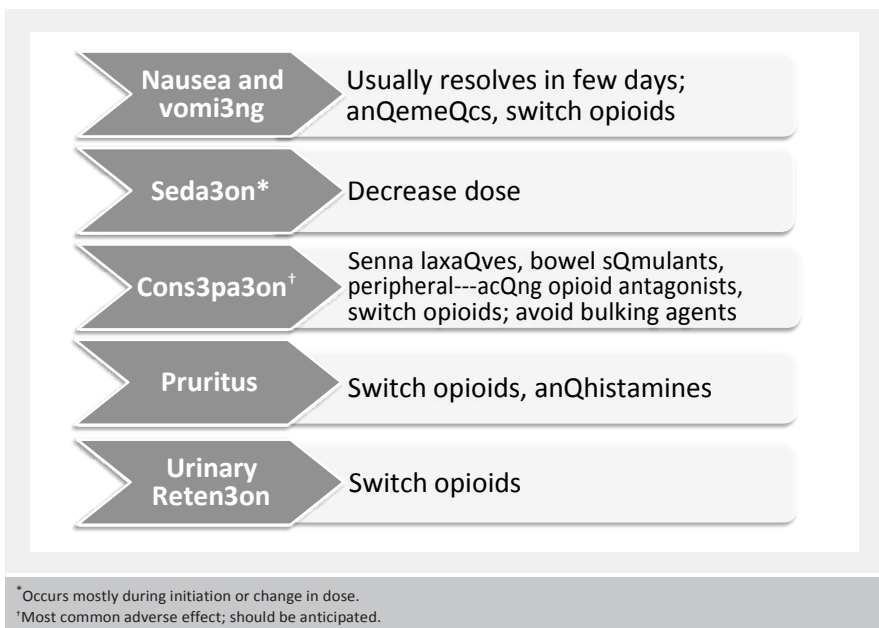 Nausea and
vomi3ng
Usually resolves in few days;
anQemeQcs, switch opioids
Seda3on*
Decrease dose
Cons3pa3on†
Senna laxaQves, bowel sQmulants,
peripheral---acQng opioid antagonists,
switch opioids; avoid bulking agents
Pruritus
Switch opioids, anQhistamines
Urinary
Reten3on
Switch opioids
*Occurs mostly during initiation or change in dose.
†Most common adverse effect; should be anticipated.